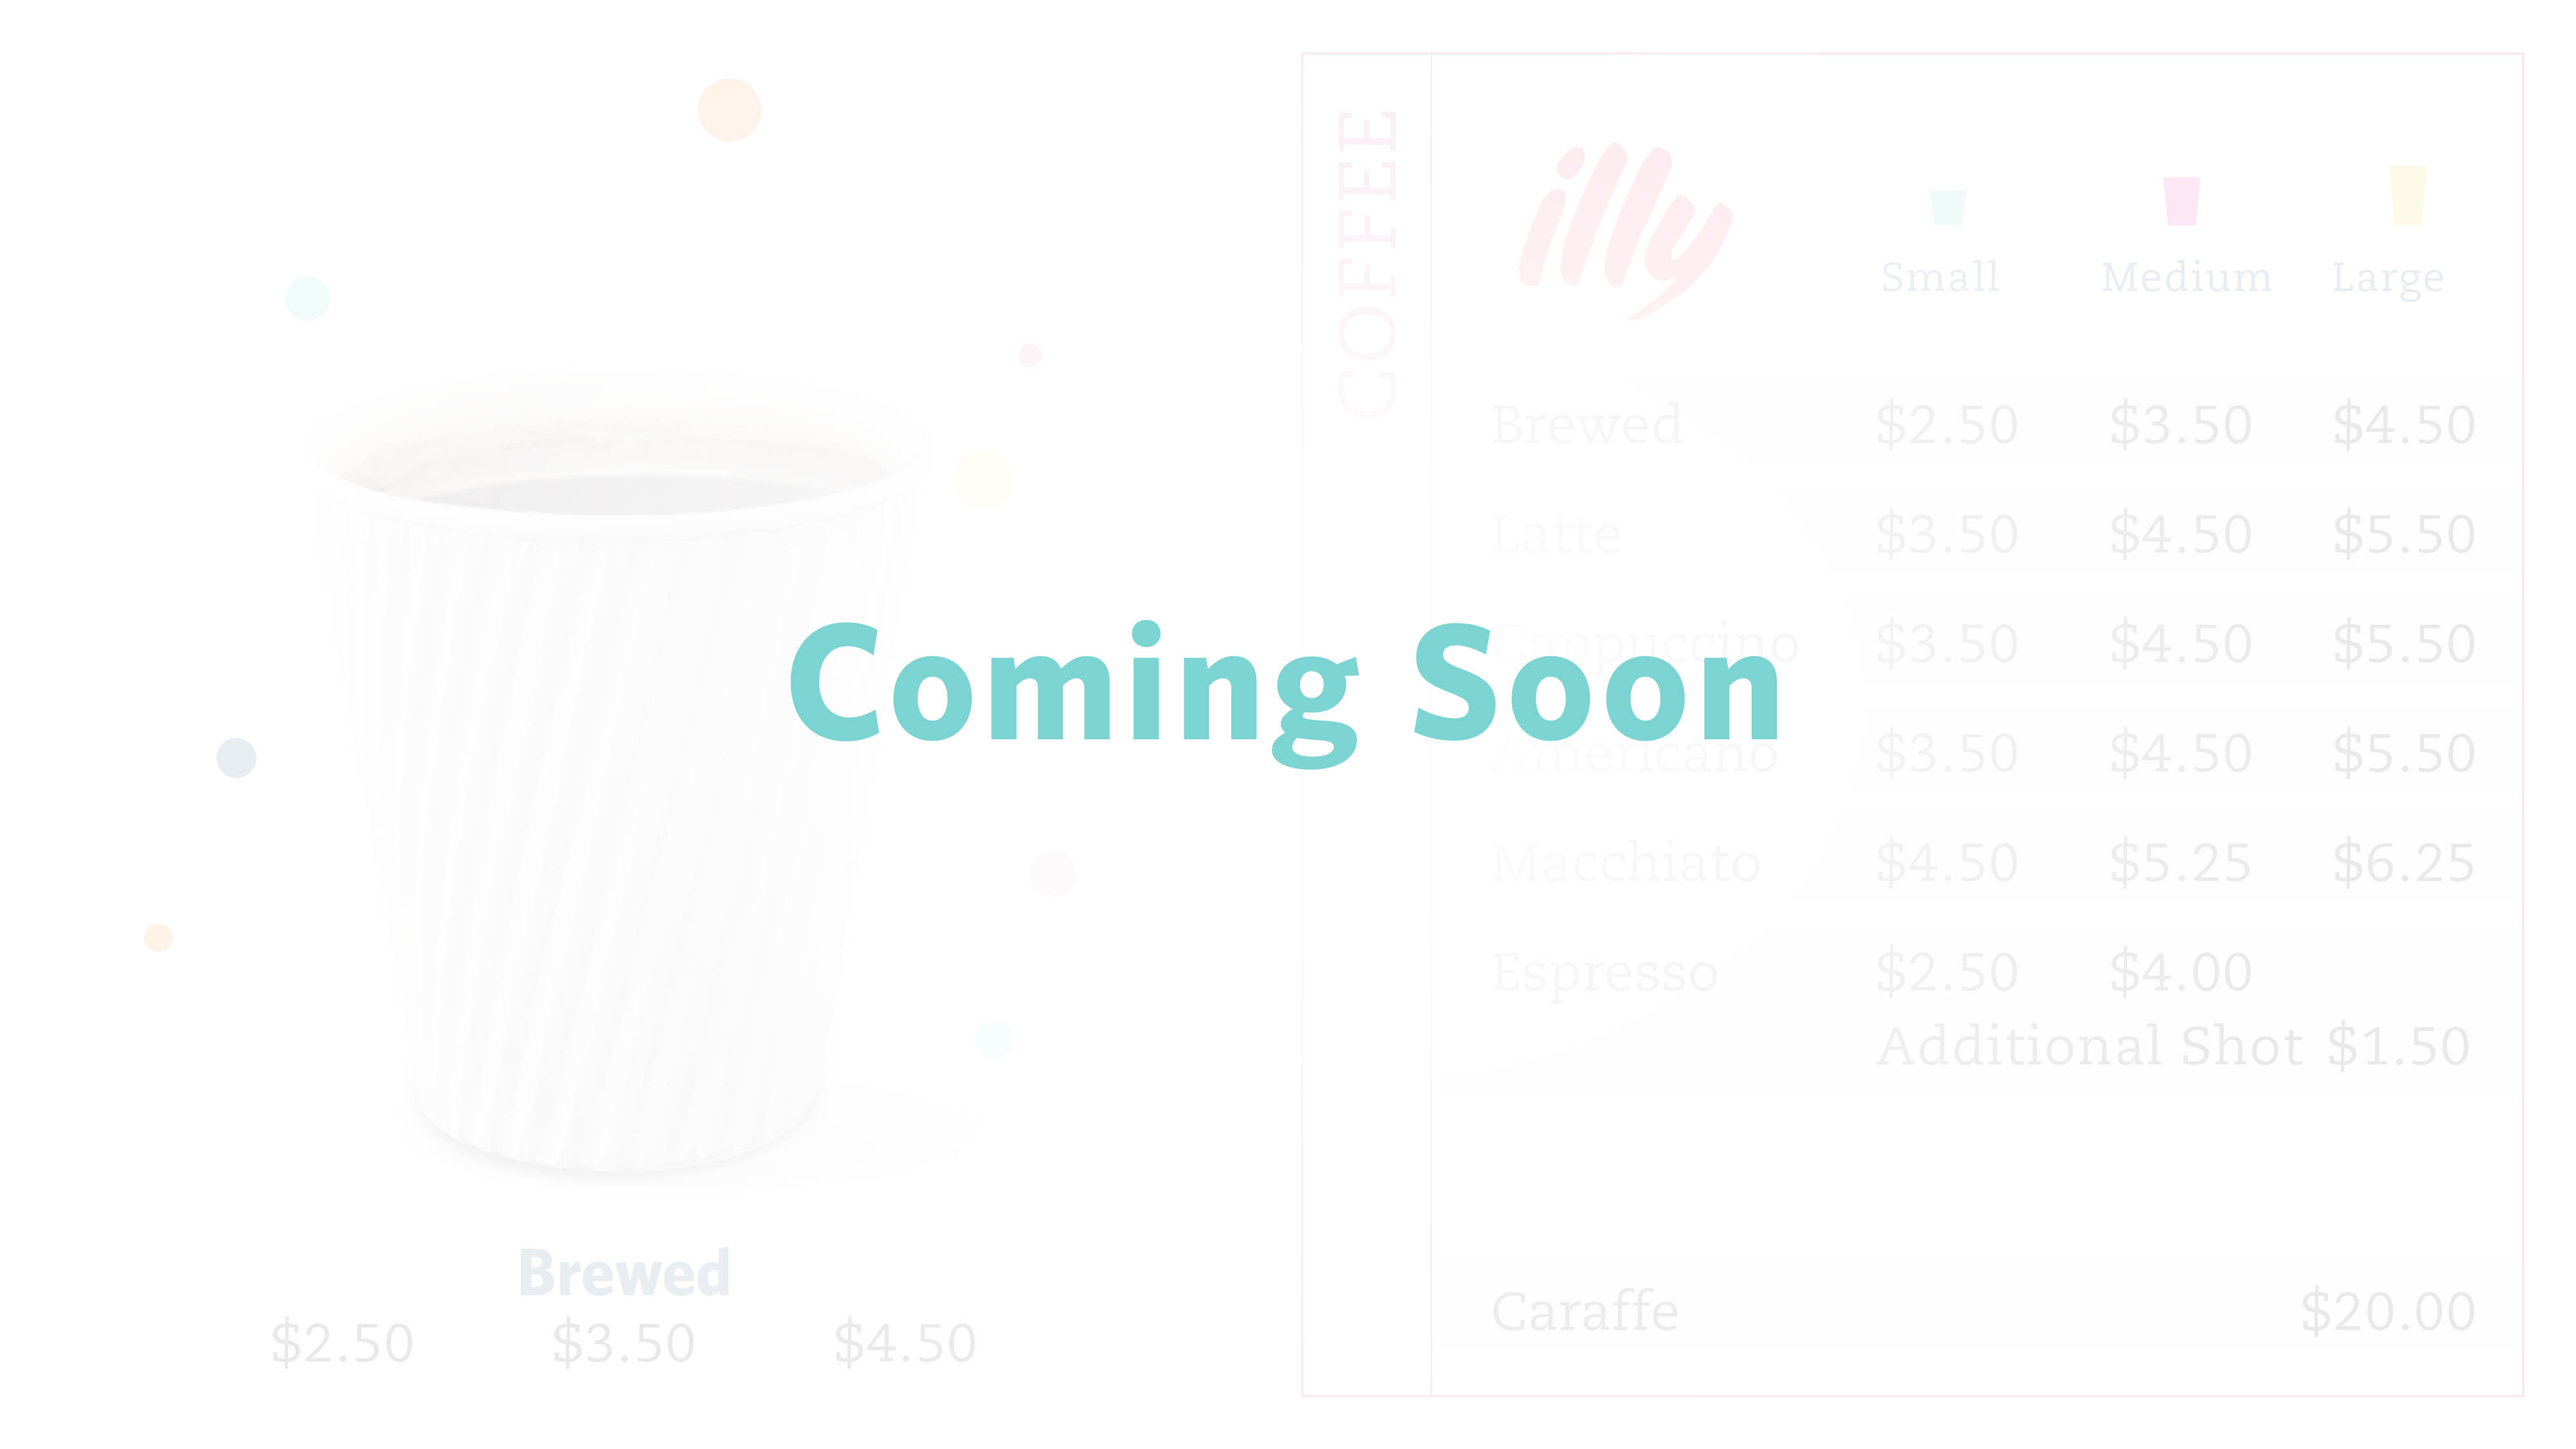 COFFEE
illy
Small Medium Large
Brewed $2.50 $3.50 $4.50
Latte $3.50 $4.50 $5.50
Cappuccino $3.50 $4.50 $5.50
Coming Soon
Americano $3.50 $4.50 $5.50
Macchiato $4.50 $5.25 $6.25
Espresso $2.50 $4.00
Additional Shot $1.50
Caraffe $20.00
Brewed
$2.50 $3.50 $4.50